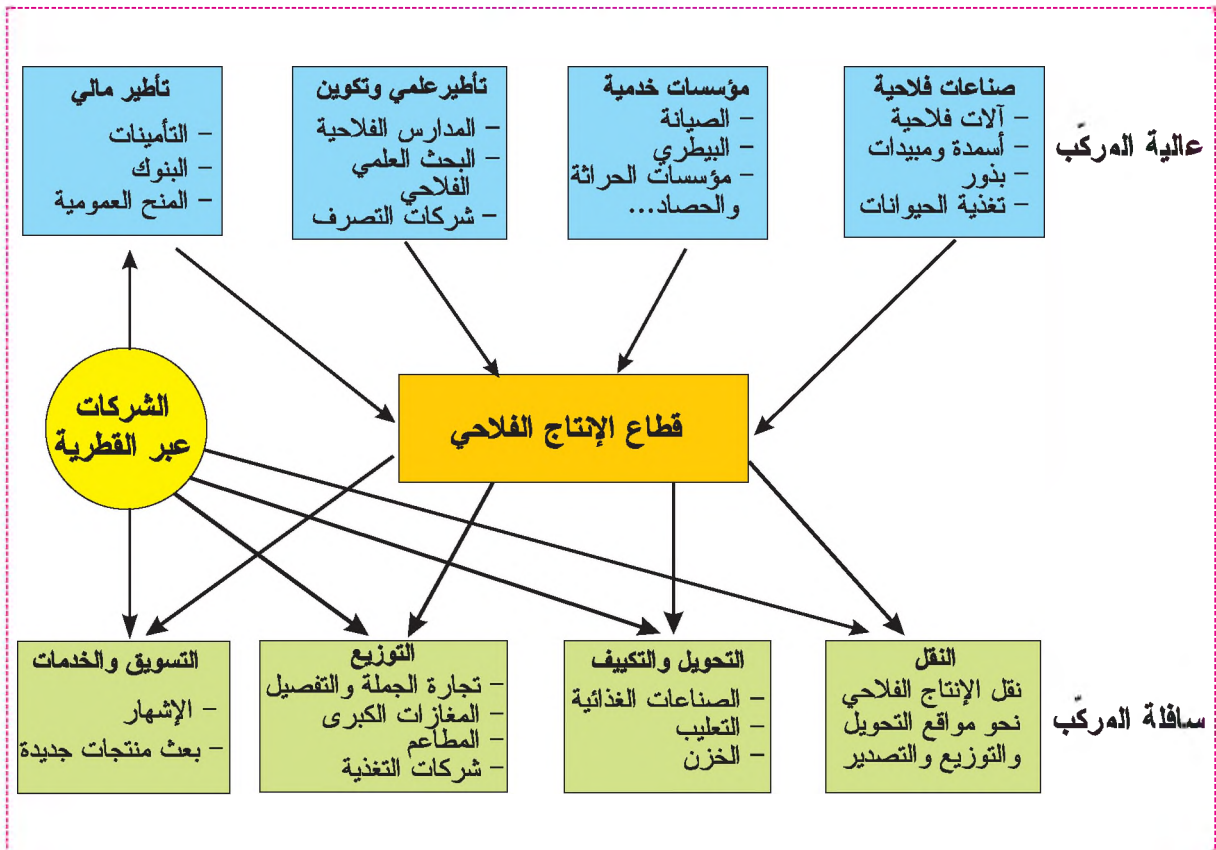 عالية المركّب
صناعات فلاحية
- آلات فلاحية
- أسمدة ومبيدات
- بذور
- تغذية الحيوانات
مؤسسات خدمية
- الصيانة
- البيطري
- مؤسسات الحراثة
والحصاد...
تأطير علمي وتكوين
- المدارس الفلاحية
- البحث العلمي
الفلاحي
- شركات التصرف
تأطير مالي
- التأمينات
- البنوك
- المنح العمومية
قطاع الإنتاج الفلاحي
الشركات
عبر القطرية
سافلة المركّب
النقل
نقل الإنتاج الفلاحي
نحو مواقع التحويل
والتوزيع والتصدير
التحويل والتكييف
- الصناعات الغذائية
- التعليب
- الخزن
التوزيع
- تجارة الجملة والتفصيل
- المغازات الكبرى
- المطاعم
- شركات التغذية
التسويق والخدمات
- الإشهار
- بعث منتجات جديدة